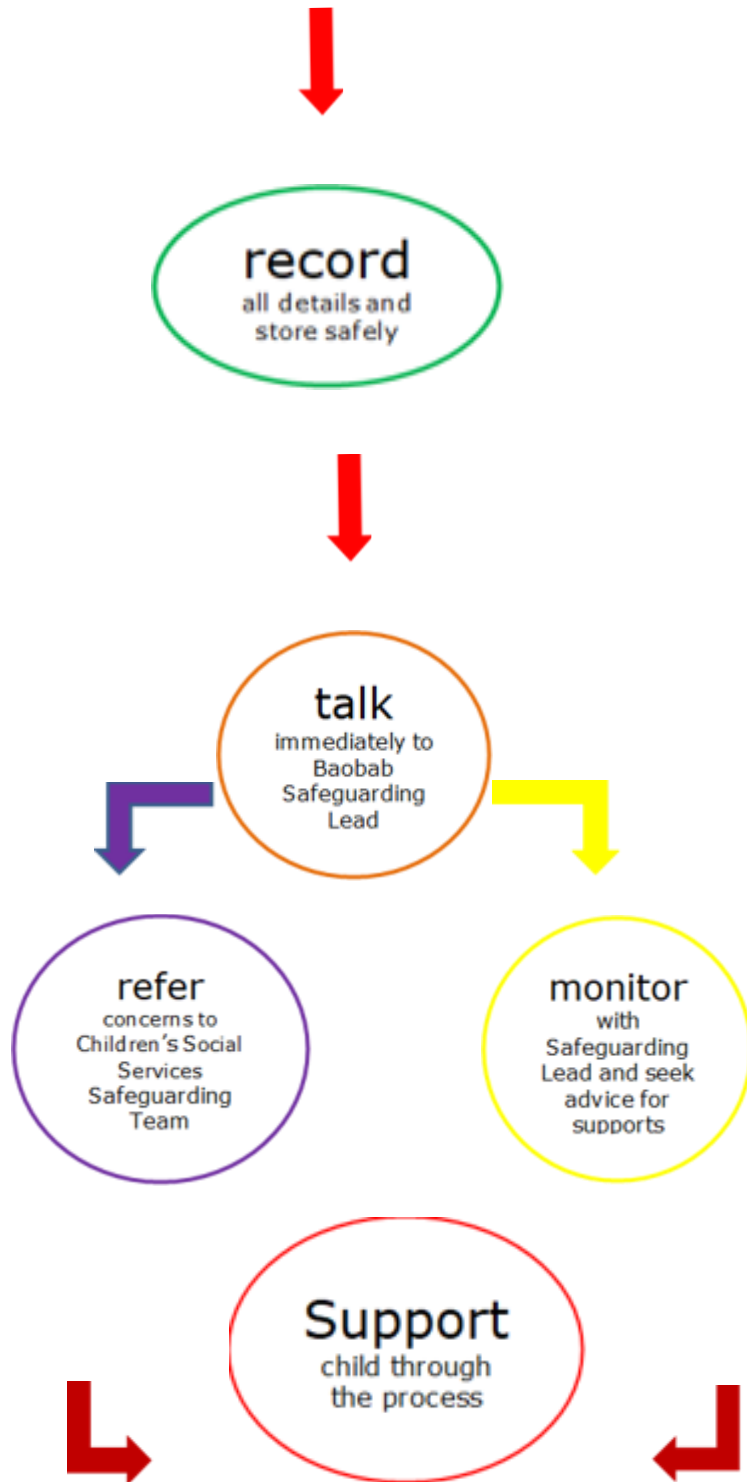 record
all details and
store safely
talk
immediately to
Baobab
Safeguarding
Lead
refer
concerns to
Children's Social
Services
Safeguarding
Team
monitor
with
Safeguarding
Lead and seek
advice for
supports
Support
child through
the process